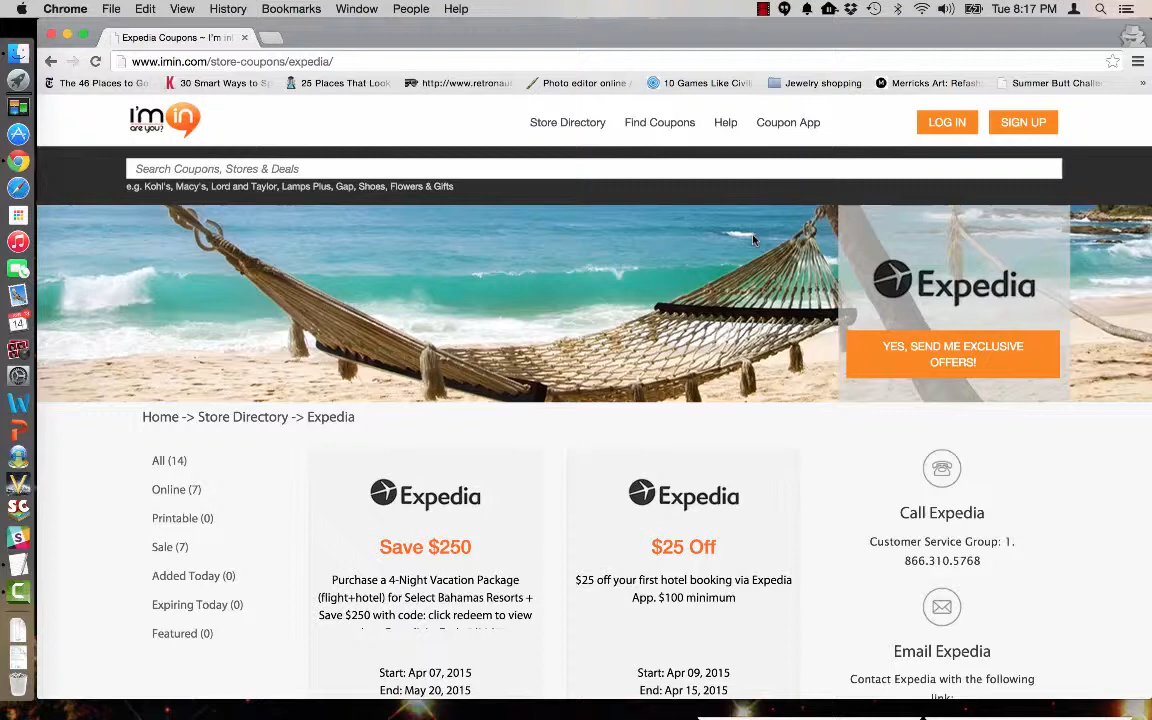 Chrome File Edit View History Bookmarks Window People Help
Tue 8:17 PM
Expedia Coupons ~ I'm in!
www.imin.com/store-coupons/expedia/
The 46 Places to Go
30 Smart Ways to Sp
25 Places That Look
http://www.retronau
Photo editor online
10 Games Like Civili
Jewelry shopping
Merricks Art: Refash
Summer Butt Challe
I'm in
are you?
Store Directory
Find Coupons
Help
Coupon App
LOG IN
SIGN UP
Search Coupons, Stores & Deals
e.g. Kohl's, Macy's, Lord and Taylor, Lamps Plus, Gap, Shoes, Flowers & Gifts
Expedia
YES, SEND ME EXCLUSIVE
OFFERS!
Home -> Store Directory -> Expedia
All (14)
Online (7)
Printable (0)
Sale (7)
Added Today (0)
Expiring Today (0)
Featured (0)
Expedia
Save $250
Purchase a 4-Night Vacation Package
(flight+hotel) for Select Bahamas Resorts +
Save $250 with code: click redeem to view
Start: Apr 07, 2015
End: May 20, 2015
Expedia
$25 Off
$25 off your first hotel booking via Expedia
App. $100 minimum
Start: Apr 09, 2015
End: Apr 15, 2015
Call Expedia
Customer Service Group: 1.
866.310.5768
Email Expedia
Contact Expedia with the following
link: